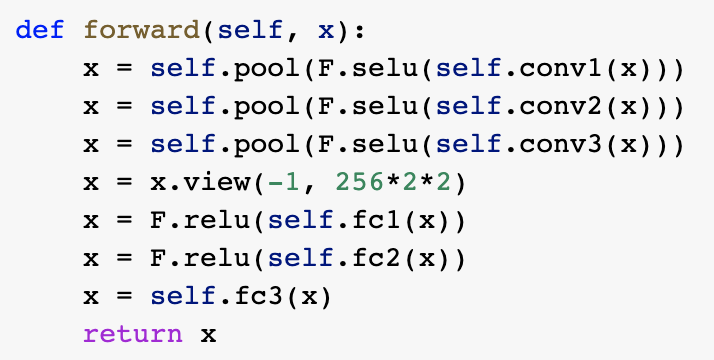 def forward(self, x):
    x = self.pool(F.selu(self.conv1(x)))
    x = self.pool(F.selu(self.conv2(x)))
    x = self.pool(F.selu(self.conv3(x)))
    x = x.view(-1, 256*2*2)
    x = F.relu(self.fc1(x))
    x = F.relu(self.fc2(x))
    x = self.fc3(x)
    return x